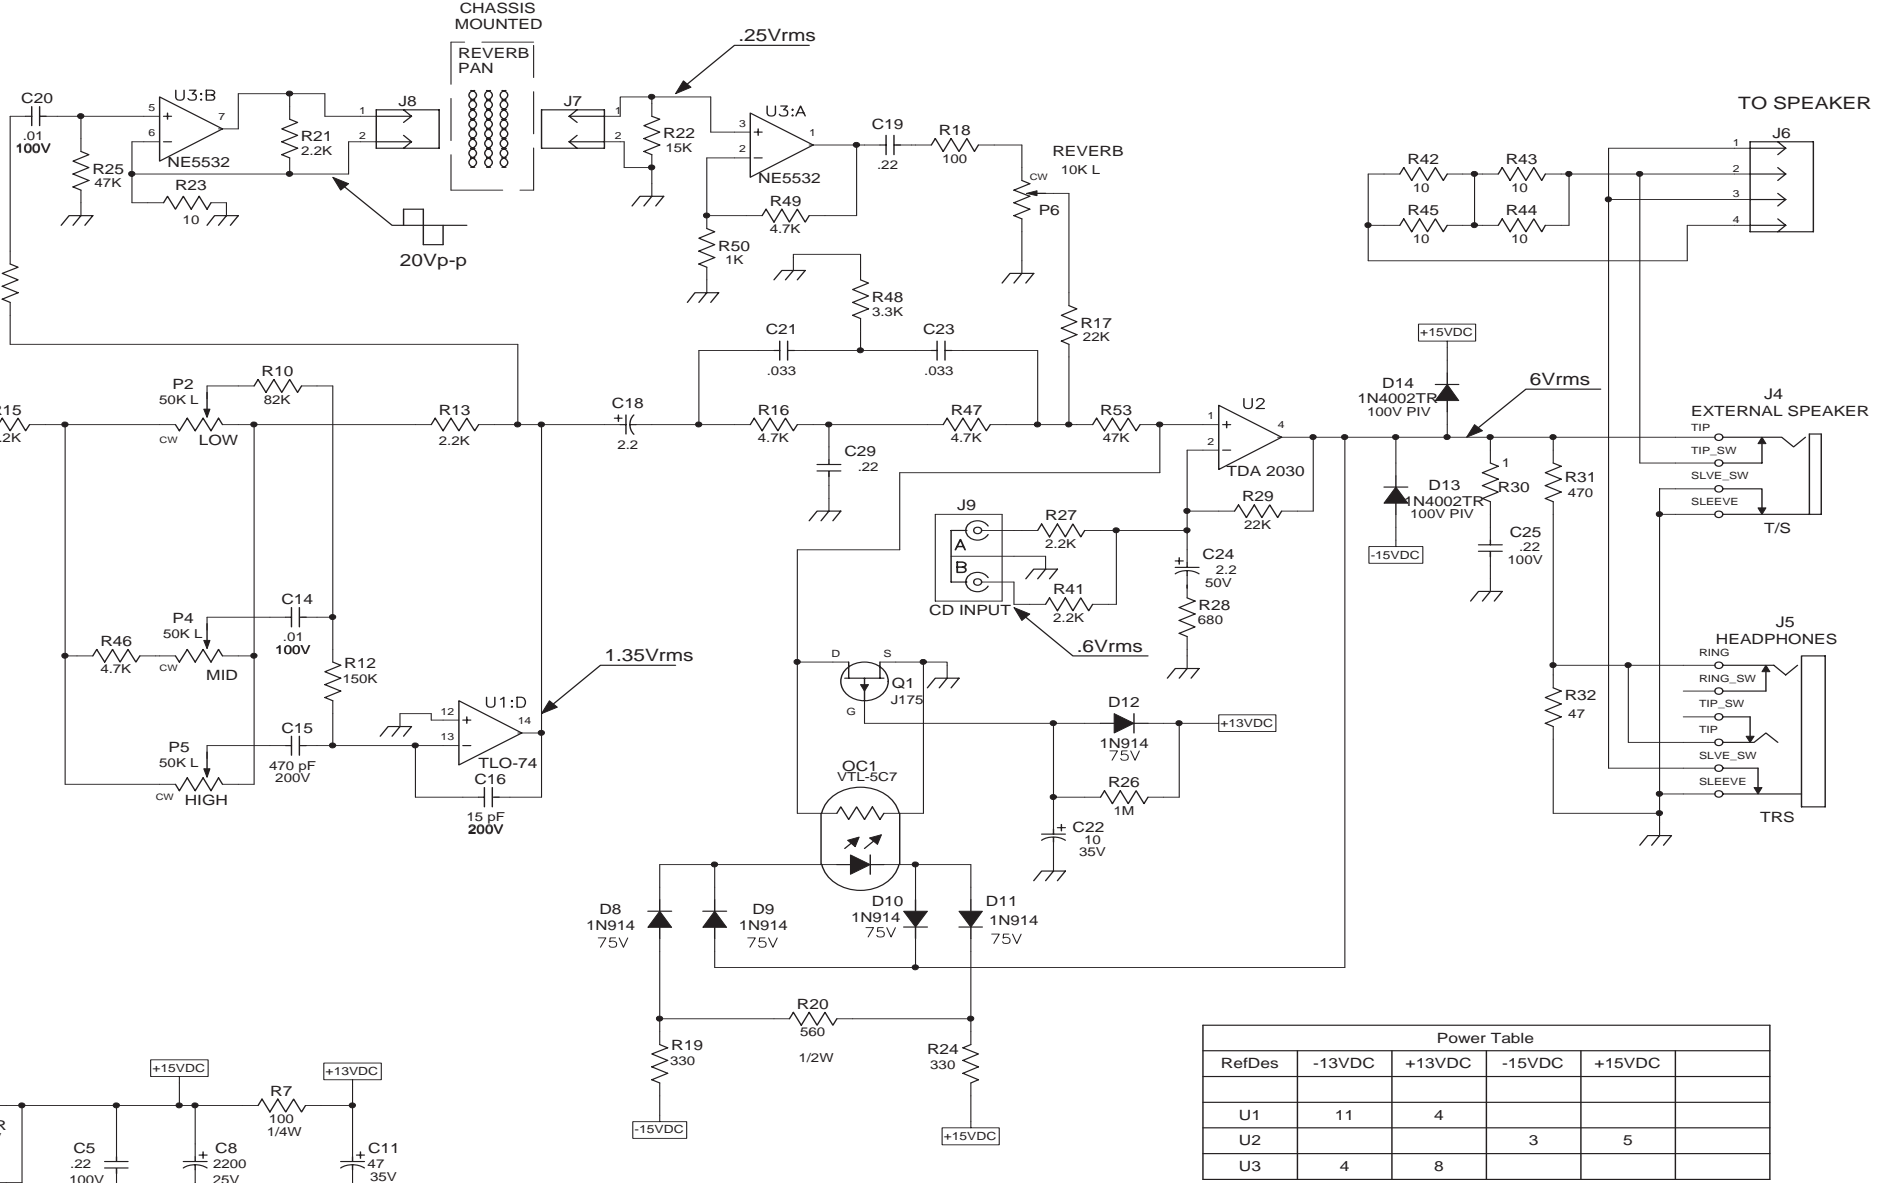 CHASSIS
MOUNTED
REVERB
PAN
.25Vrms
C20
.01
100V
R25
47K
5
6
7
+
−
U3:B
NE5532
R23
10
R21
2.2K
1
2
J8
20Vp-p
J7
1
2
R22
15K
3
2
1
+
−
U3:A
NE5532
R49
4.7K
R50
1K
C19
.22
R18
100
REVERB
10K L
CW
P6
R48
3.3K
C21
.033
C23
.033
R17
22K
TO SPEAKER
J6
1
2
3
4
R42
10
R43
10
R45
10
R44
10
R15
.2K
P2
50K L
CW
LOW
R10
82K
R13
2.2K
C18
+
2.2
R16
4.7K
R47
4.7K
C29
.22
R53
47K
1
2
4
+
−
U2
TDA 2030
R29
22K
+15VDC
D14
1N4002TR
100V PIV
6Vrms
D13
1N4002TR
100V PIV
-15VDC
1
R30
C25
.22
100V
R31
470
J4
EXTERNAL SPEAKER
TIP
TIP_SW
SLVE_SW
SLEEVE
T/S
J9
A
B
CD INPUT
R27
2.2K
R41
2.2K
.6Vrms
+
C24
2.2
50V
R28
680
P4
50K L
CW
MID
R46
4.7K
C14
.01
100V
R12
150K
P5
50K L
CW
HIGH
C15
470 pF
200V
12
13
14
+
−
U1:D
TLO-74
C16
15 pF
200V
1.35Vrms
D
S
G
Q1
J175
D12
1N914
75V
+13VDC
R26
1M
+
C22
10
35V
OC1
VTL-5C7
R32
47
J5
HEADPHONES
RING
RING_SW
TIP_SW
TIP
SLVE_SW
SLEEVE
TRS
D8
1N914
75V
D9
1N914
75V
D10
1N914
75V
D11
1N914
75V
R20
560
1/2W
R19
330
R24
330
-15VDC
+15VDC
+15VDC
R7
100
1/4W
+13VDC
R
C5
.22
100V
+
C8
2200
25V
+
C11
47
35V
Power Table
RefDes -13VDC +13VDC -15VDC +15VDC
U1 11 4
U2 3 5
U3 4 8